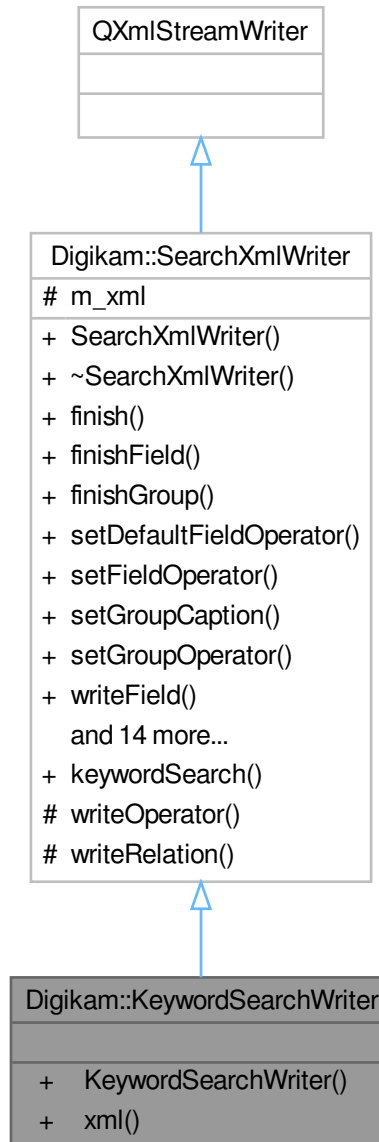 QXmlStreamWriter
Digikam::SearchXmlWriter
# m_xml
+ SearchXmlWriter()
+ ~SearchXmlWriter()
+ finish()
+ finishField()
+ finishGroup()
+ setDefaultFieldOperator()
+ setFieldOperator()
+ setGroupCaption()
+ setGroupOperator()
+ writeField()
and 14 more...
+ keywordSearch()
# writeOperator()
# writeRelation()
Digikam::KeywordSearchWriter
+ KeywordSearchWriter()
+ xml()